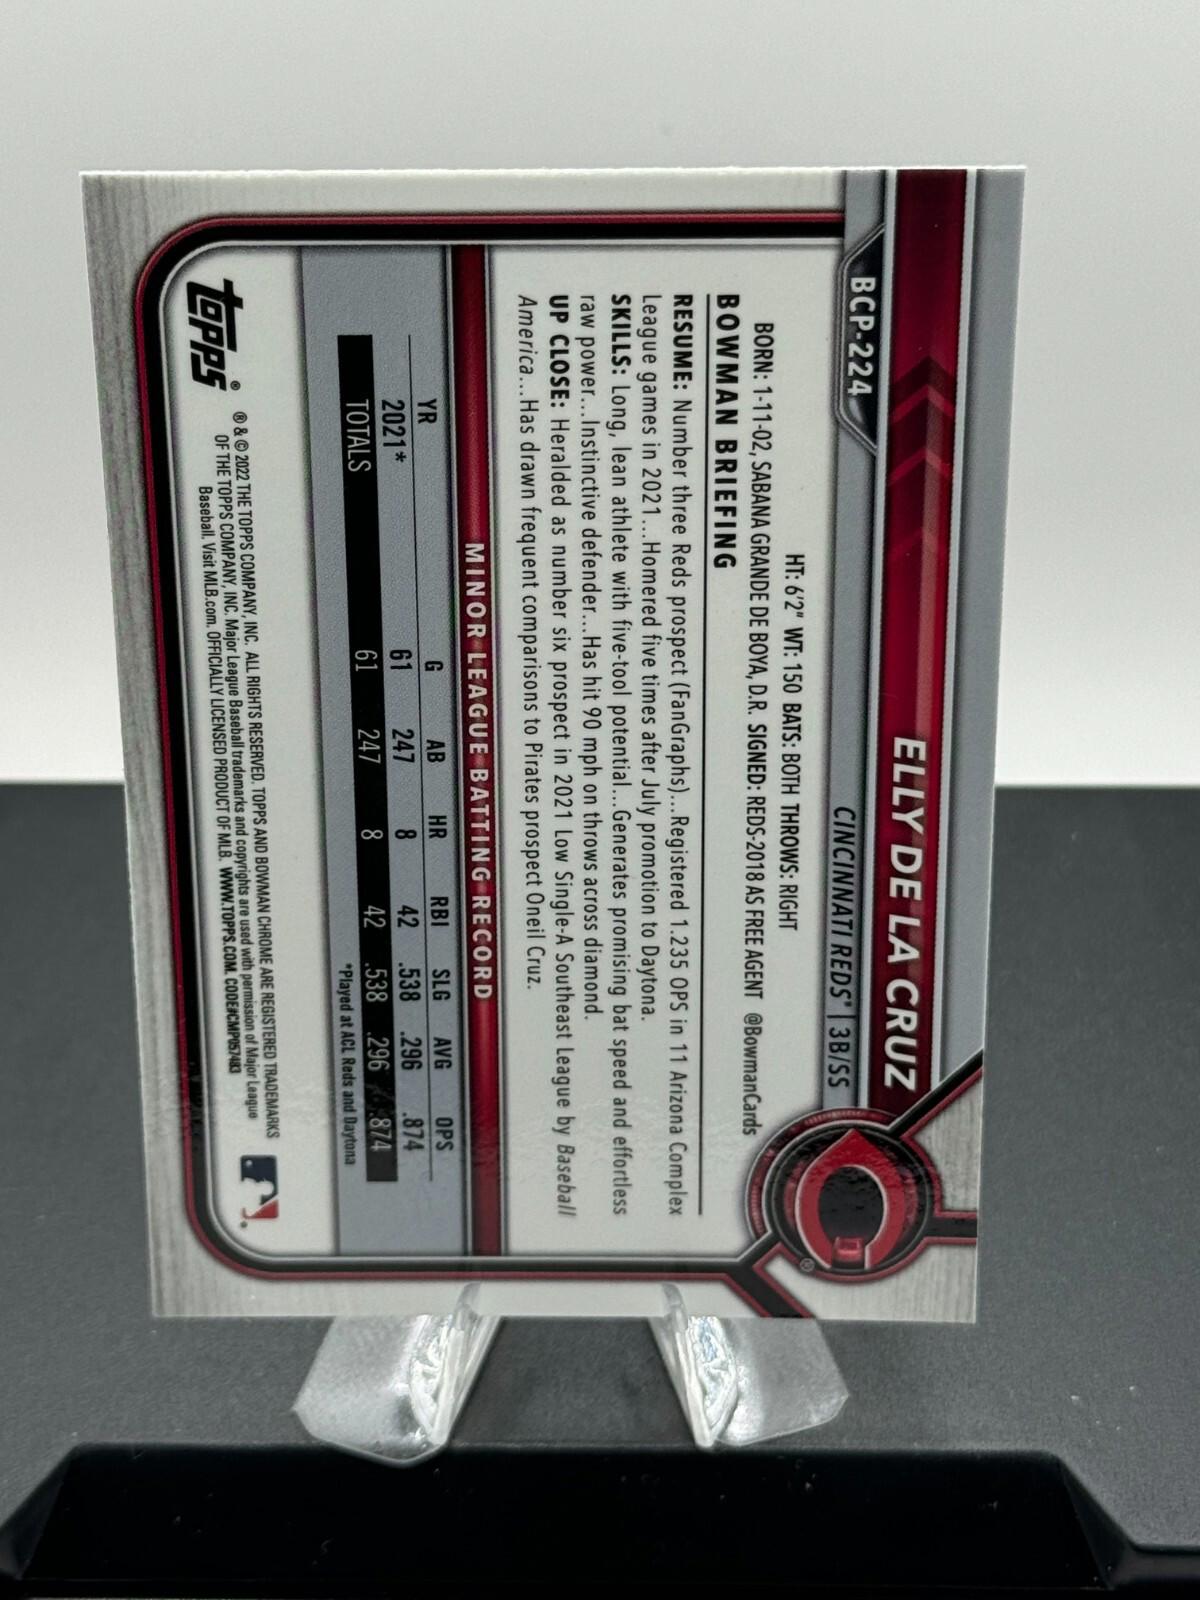 BCP-224
ELLY DE LA CRUZ
CINCINNATI REDS® | 3B/SS
HT: 6'2" WT: 150 BATS: BOTH THROWS: RIGHT
BORN: 1-11-02, SABANA GRANDE DE BOYA, D.R. SIGNED: REDS-2018 AS FREE AGENT @BowmanCards
BOWMAN BRIEFING
RESUME: Number three Reds prospect (FanGraphs)...Registered 1.235 OPS in 11 Arizona Complex
League games in 2021...Homered five times after July promotion to Daytona.
SKILLS: Long, lean athlete with five-tool potential...Generates promising bat speed and effortless
raw power...Instinctive defender...Has hit 90 mph on throws across diamond.
UP CLOSE: Heralded as number six prospect in 2021 Low Single-A Southeast League by Baseball
America...Has drawn frequent comparisons to Pirates prospect Oneil Cruz.
MINOR LEAGUE BATTING RECORD
YR G AB HR RBI SLG AVG OPS
2021* 61 247 8 42 .538 .296 .874
TOTALS 61 247 8 42 .538 .296 .874
*Played at ACL Reds and Daytona
topps®
® & © 2022 THE TOPPS COMPANY, INC. ALL RIGHTS RESERVED. TOPPS AND BOWMAN CHROME ARE REGISTERED TRADEMARKS
OF THE TOPPS COMPANY, INC. Major League Baseball trademarks and copyrights are used with permission of Major League
Baseball. Visit MLB.com. OFFICIALLY LICENSED PRODUCT OF MLB. WWW.TOPPS.COM. CODE#CMP057483